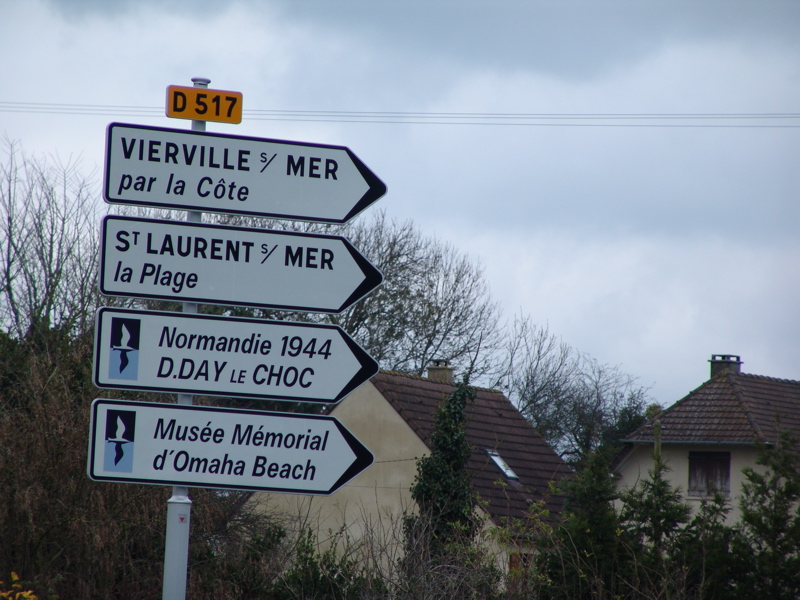 D 517
VIERVILLE s/ MER
par la Côte
ST LAURENT s/ MER
la Plage
Normandie 1944
D.DAY LE CHOC
Musée Mémorial
d'Omaha Beach